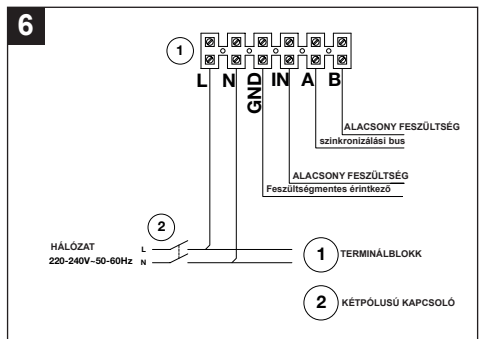 6
1
L N GND IN A B
ALACSONY FESZÜLTSÉG
szinkronizálási bus
ALACSONY FESZÜLTSÉG
Feszültségmentes érintkező
2
HÁLÓZAT
220-240V~50-60Hz
L
N
1 TERMINÁLBLOKK
2 KÉTPÓLUSÚ KAPCSOLÓ